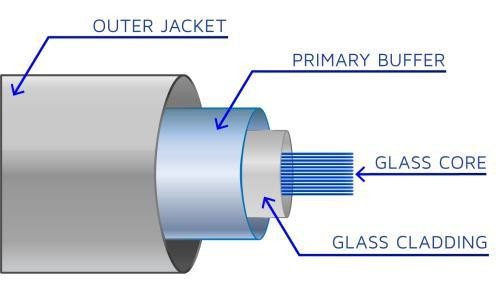 OUTER JACKET
PRIMARY BUFFER
GLASS CORE
GLASS CLADDING